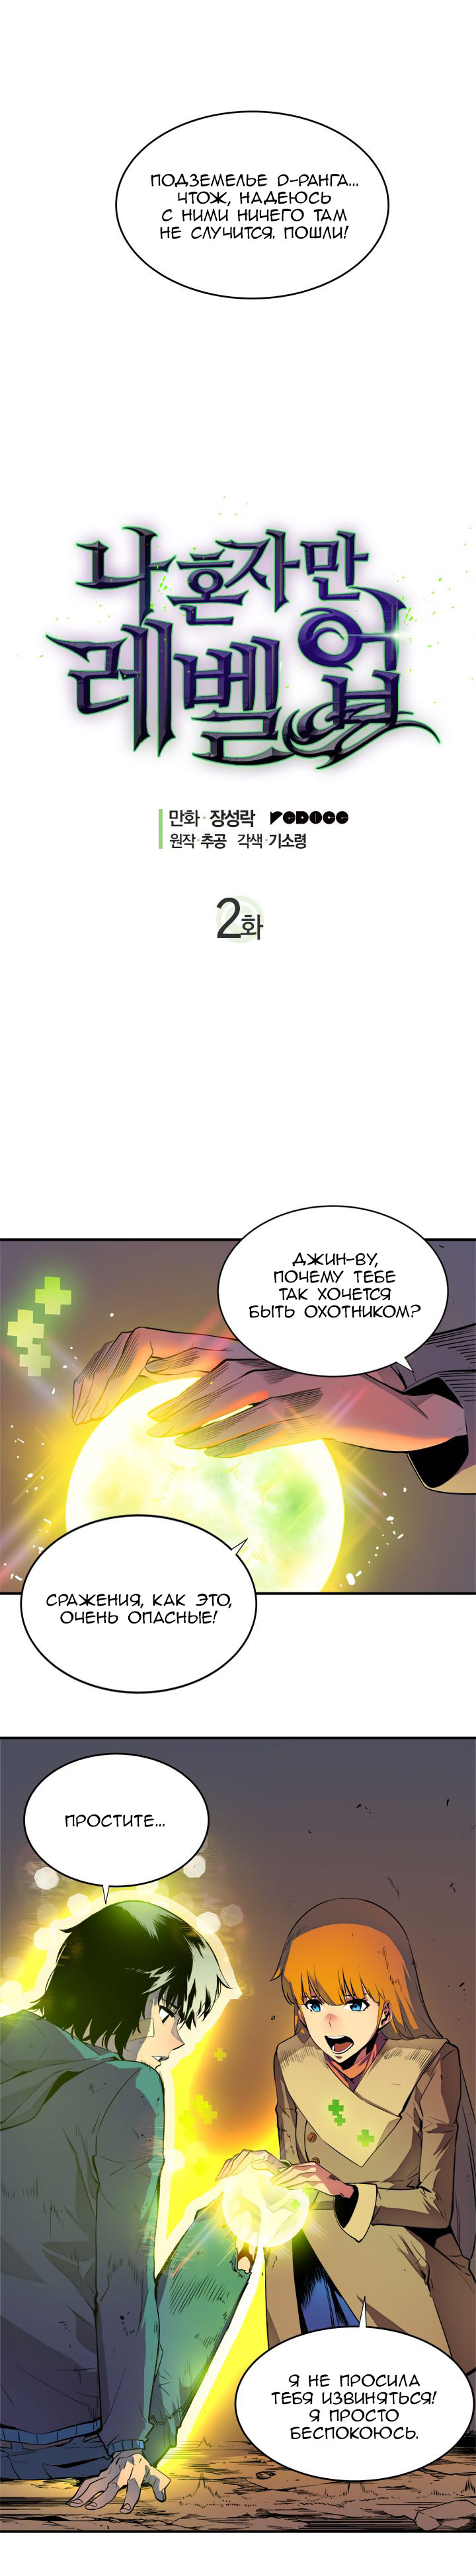 ПОДЗЕМЕЛЬЕ D-РАНГА...
ЧТОЖ, НАДЕЮСЬ
С НИМИ НИЧЕГО ТАМ
НЕ СЛУЧИТСЯ. ПОШЛИ!
나 혼자만
레벨업
만화·장성락 REDICE
원작·추공 각색·기소령
2화
ДЖИН-ВУ,
ПОЧЕМУ ТЕБЕ
ТАК ХОЧЕТСЯ
БЫТЬ ОХОТНИКОМ?
СРАЖЕНИЯ, КАК ЭТО,
ОЧЕНЬ ОПАСНЫЕ!
ПРОСТИТЕ...
Я НЕ ПРОСИЛА
ТЕБЯ ИЗВИНЯТЬСЯ!
Я ПРОСТО
БЕСПОКОЮСЬ.